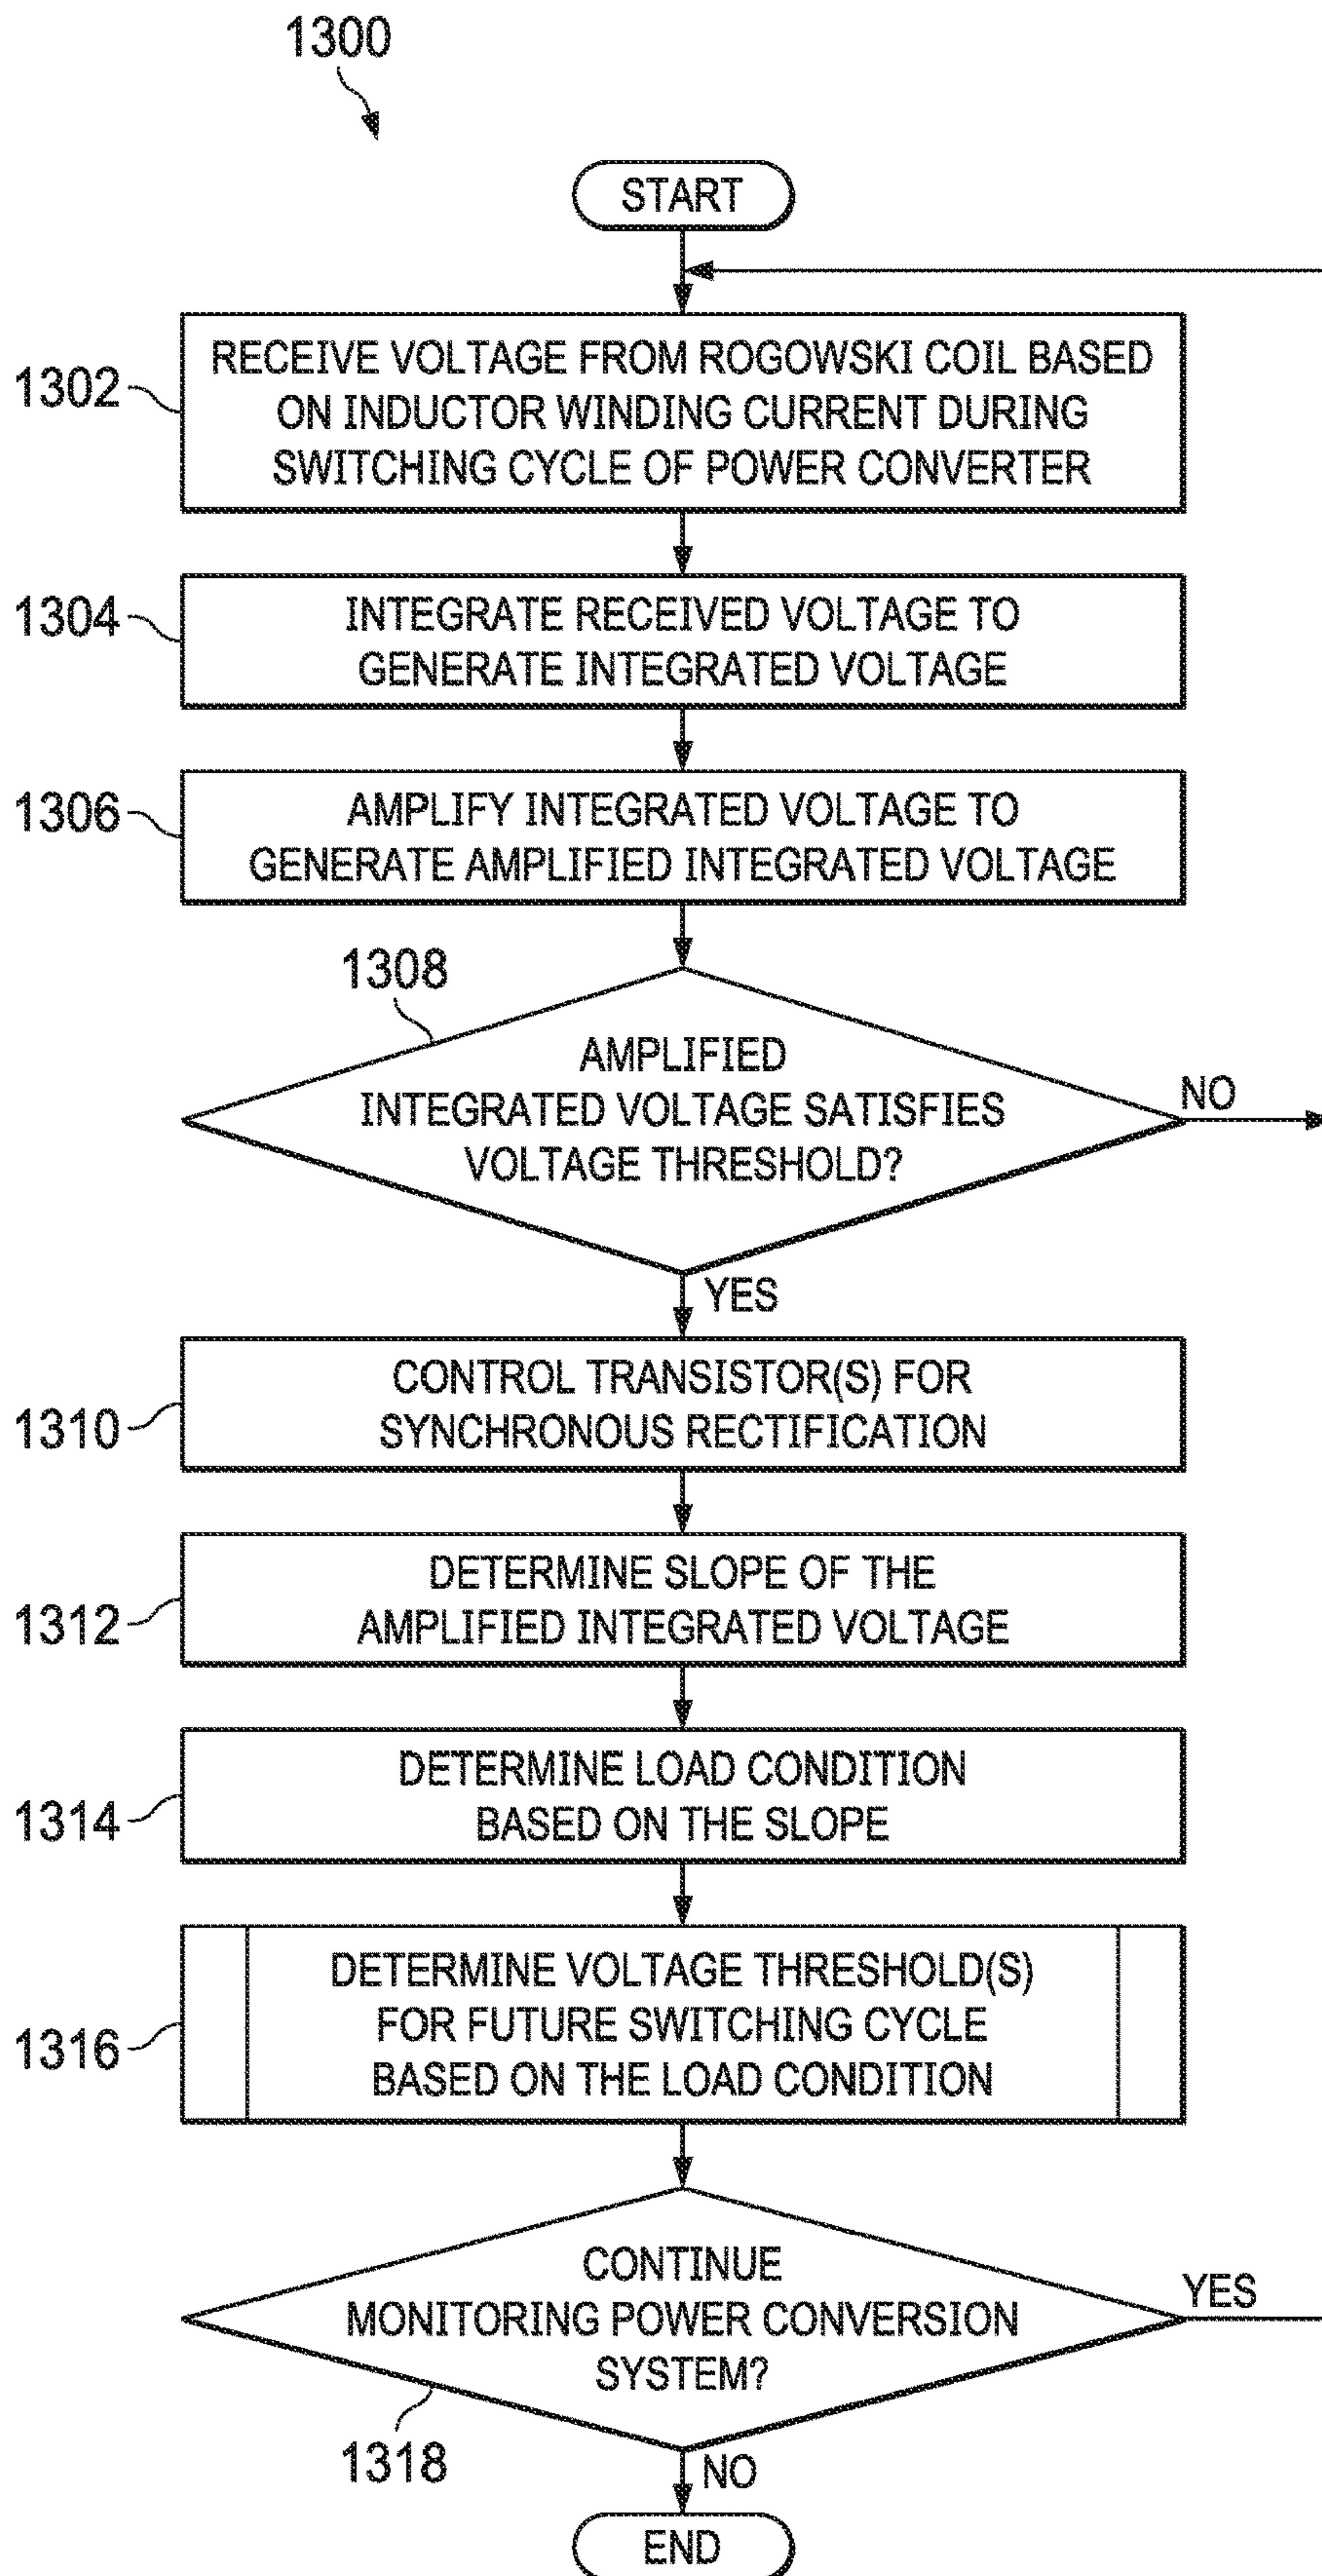 1300
START
1302
RECEIVE VOLTAGE FROM ROGOWSKI COIL BASED
ON INDUCTOR WINDING CURRENT DURING
SWITCHING CYCLE OF POWER CONVERTER
1304
INTEGRATE RECEIVED VOLTAGE TO
GENERATE INTEGRATED VOLTAGE
1306
AMPLIFY INTEGRATED VOLTAGE TO
GENERATE AMPLIFIED INTEGRATED VOLTAGE
1308
AMPLIFIED
INTEGRATED VOLTAGE SATISFIES
VOLTAGE THRESHOLD?
NO
YES
1310
CONTROL TRANSISTOR(S) FOR
SYNCHRONOUS RECTIFICATION
1312
DETERMINE SLOPE OF THE
AMPLIFIED INTEGRATED VOLTAGE
1314
DETERMINE LOAD CONDITION
BASED ON THE SLOPE
1316
DETERMINE VOLTAGE THRESHOLD(S)
FOR FUTURE SWITCHING CYCLE
BASED ON THE LOAD CONDITION
CONTINUE
MONITORING POWER CONVERSION
SYSTEM?
YES
1318
NO
END